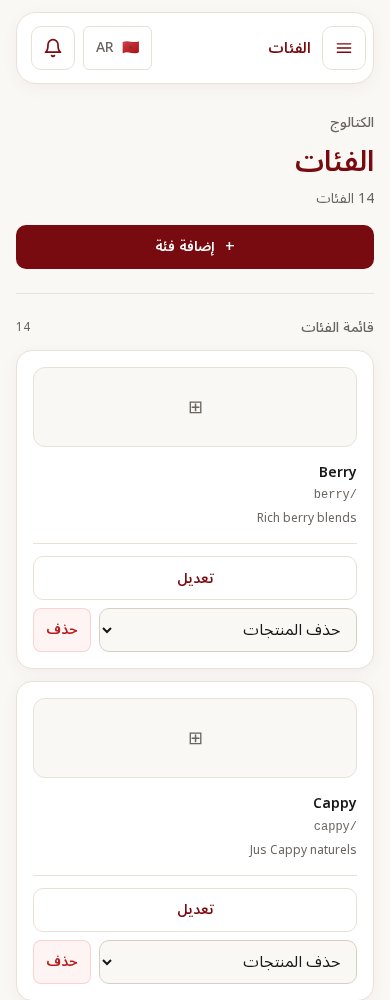 الفئات
AR
الكتالوج
الفئات
14 الفئات
+ إضافة فئة
قائمة الفئات
14
Berry
berry/
Rich berry blends
تعديل
حذف المنتجات
حذف
Cappy
cappy/
Jus Cappy naturels
تعديل
حذف المنتجات
حذف